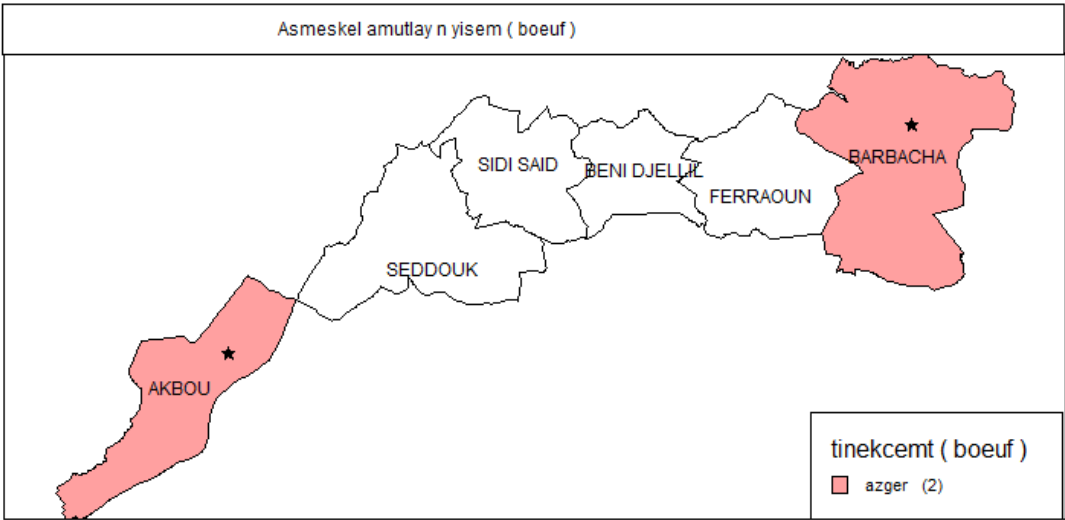 Asmeskel amutlay n yisem ( boeuf )
BARBACHA
SIDI SAID
BENI DJELLIL
FERRAOUN
SEDDOUK
AKBOU
tinekcemt ( boeuf )
azger (2)